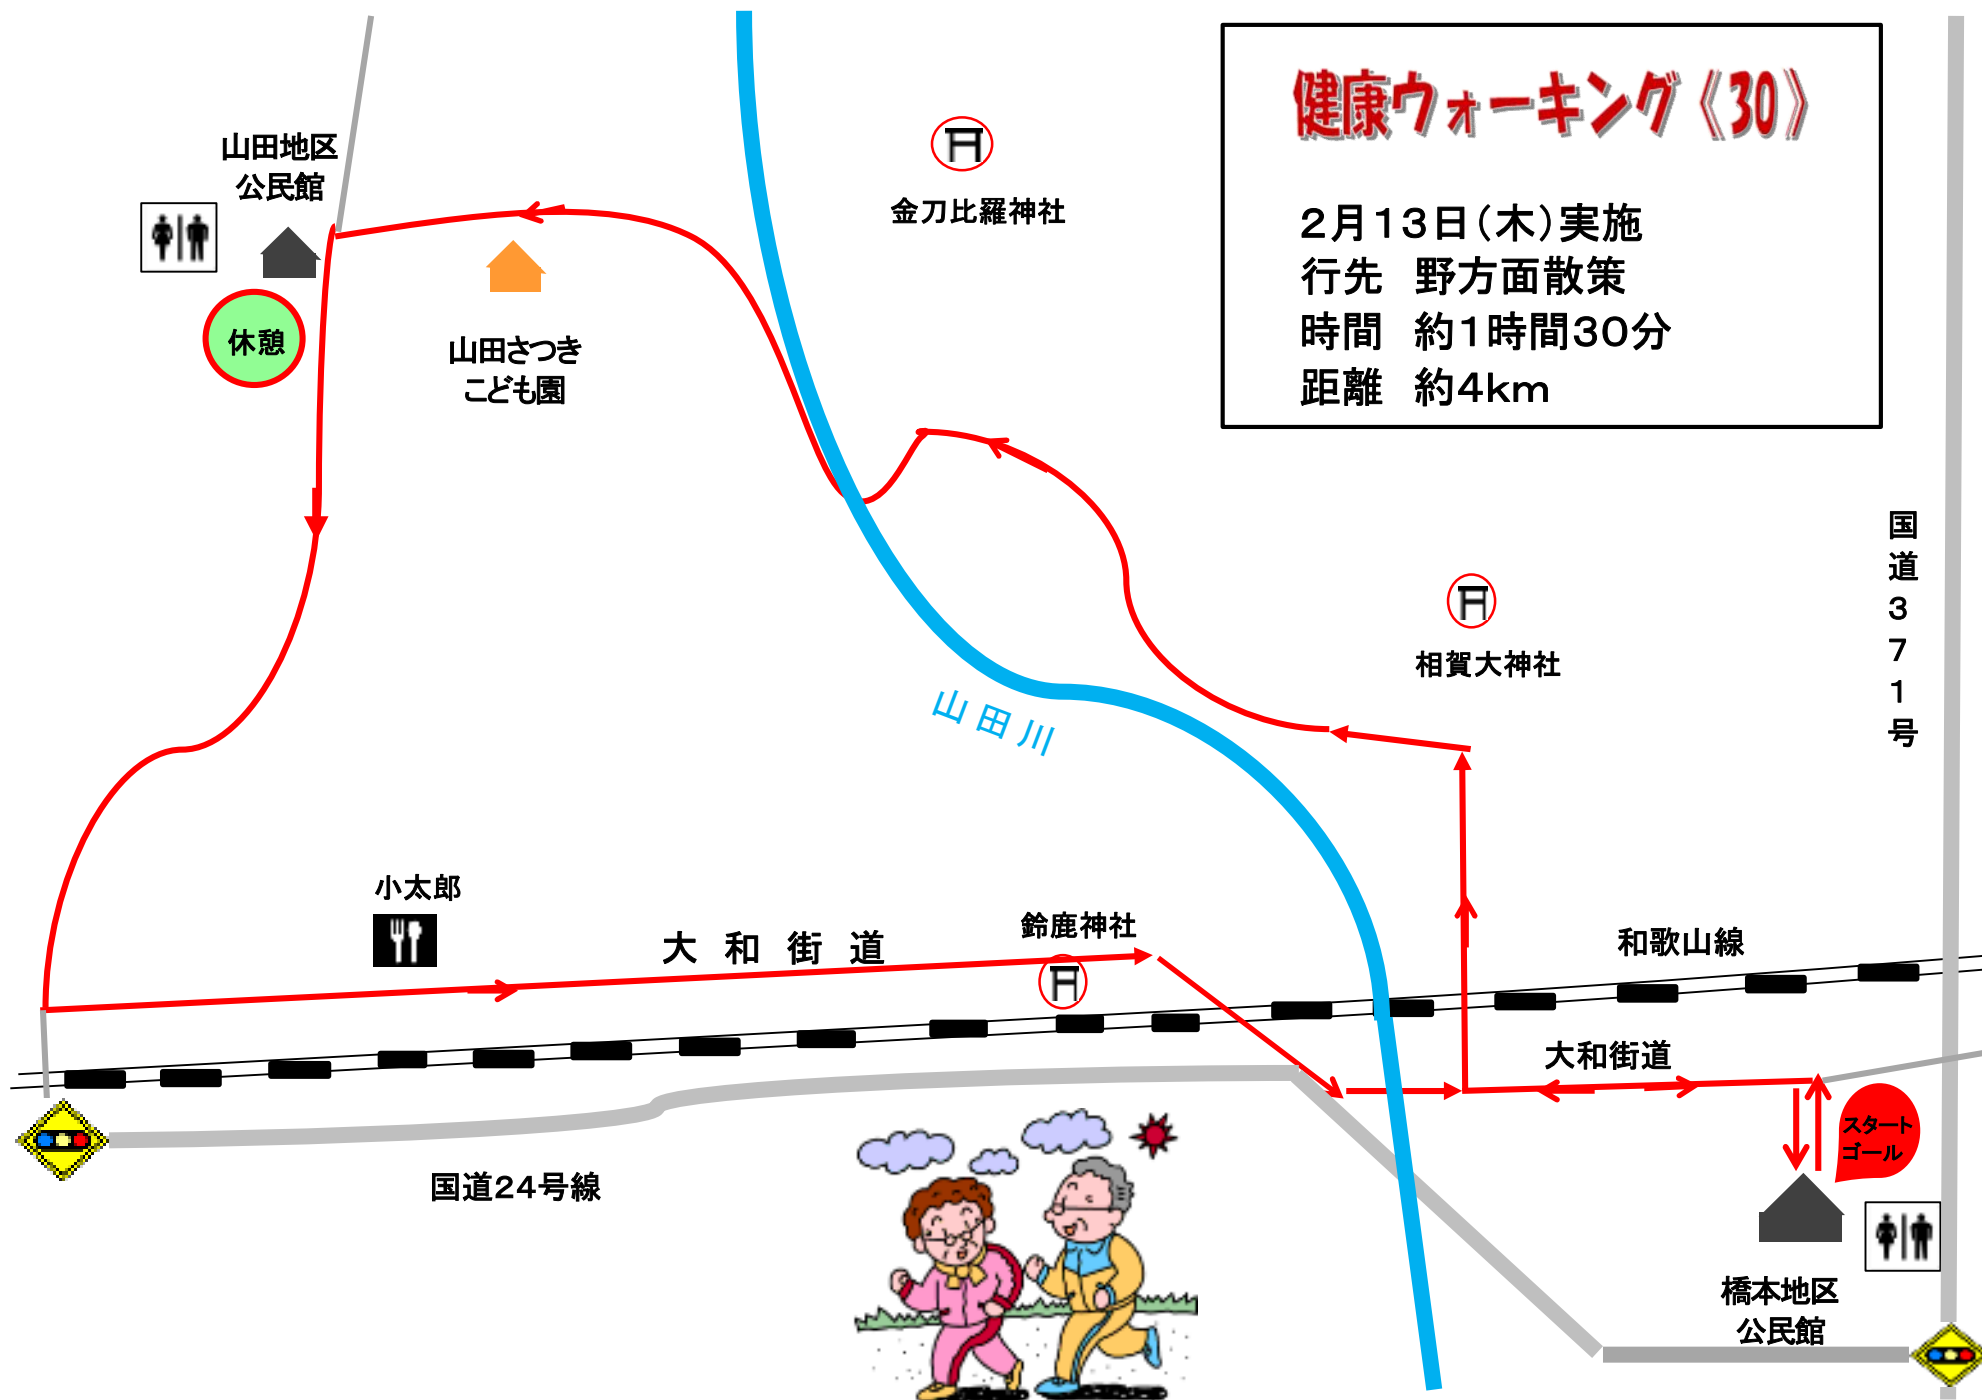 健康ウォーキング《30》
2月13日(木)実施
行先　野方面散策
時間　約1時間30分
距離　約4km
山田地区
公民館
休憩
山田さつき
こども園
金刀比羅神社
国道371号
相賀大神社
山田川
小太郎
大和街道
鈴鹿神社
和歌山線
大和街道
スタート
ゴール
国道24号線
橋本地区
公民館